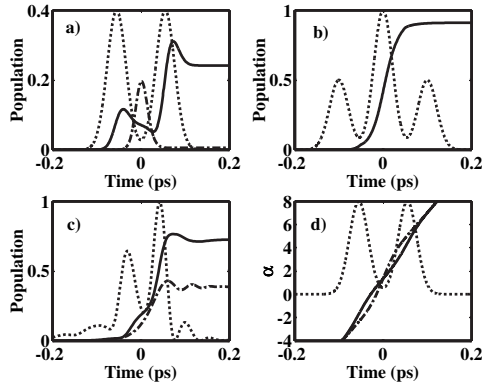 a)
Population
0.4
0.2
0
-0.2
0
0.2
Time (ps)
b)
Population
1
0.5
0
-0.2
0
0.2
Time (ps)
c)
Population
1
0.5
0
-0.2
0
0.2
Time (ps)
d)
α
8
6
4
2
0
-2
-4
-0.2
0
0.2
Time (ps)